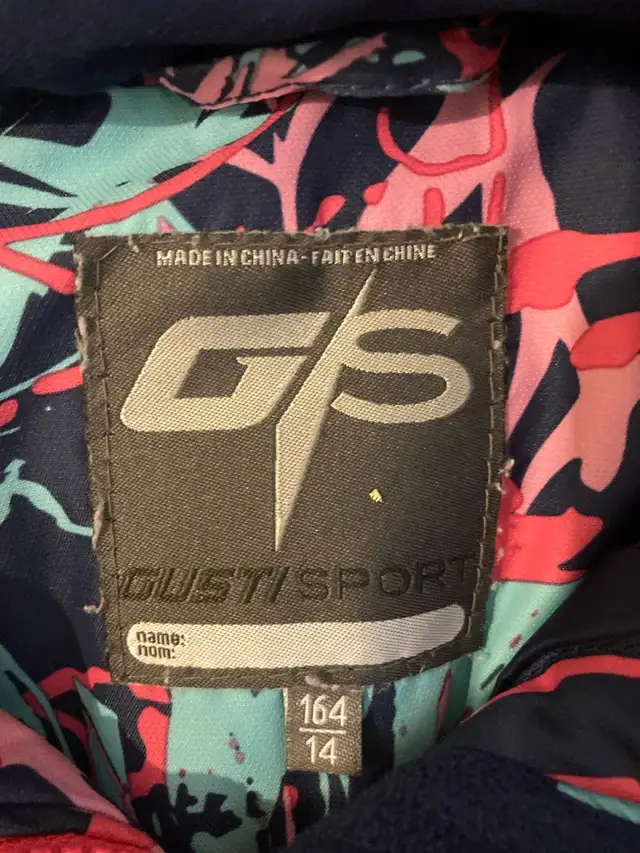 MADE IN CHINA - FAIT EN CHINE
G/S
GUSTI SPORT
name:
nom:
164
14